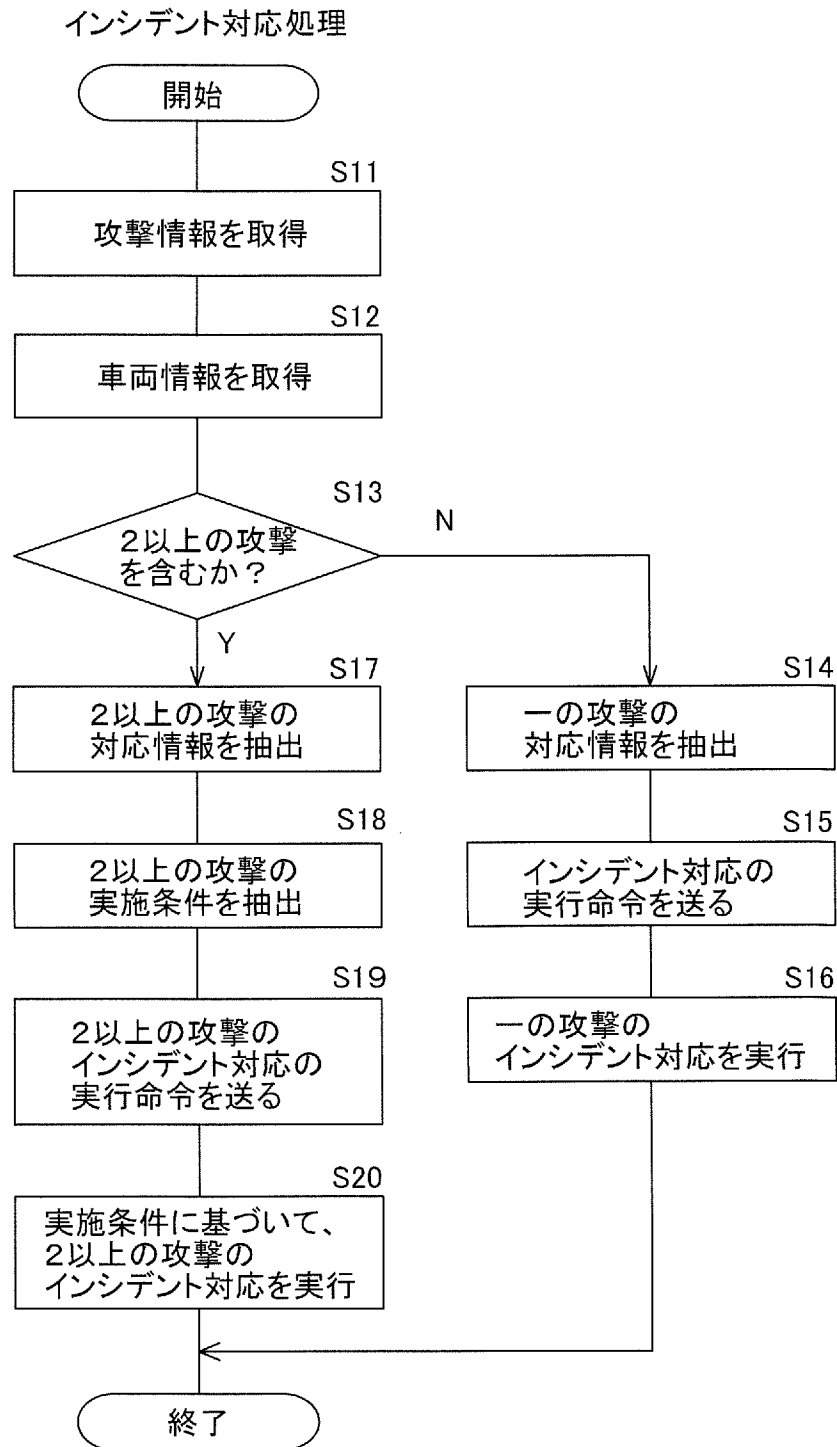 インシデント対応処理
開始
S11
攻撃情報を取得
S12
車両情報を取得
S13
2以上の攻撃
を含むか？
N
Y
S17
2以上の攻撃の
対応情報を抽出
S14
一の攻撃の
対応情報を抽出
S18
2以上の攻撃の
実施条件を抽出
S15
インシデント対応の
実行命令を送る
S19
2以上の攻撃の
インシデント対応の
実行命令を送る
S16
一の攻撃の
インシデント対応を実行
S20
実施条件に基づいて、
2以上の攻撃の
インシデント対応を実行
終了